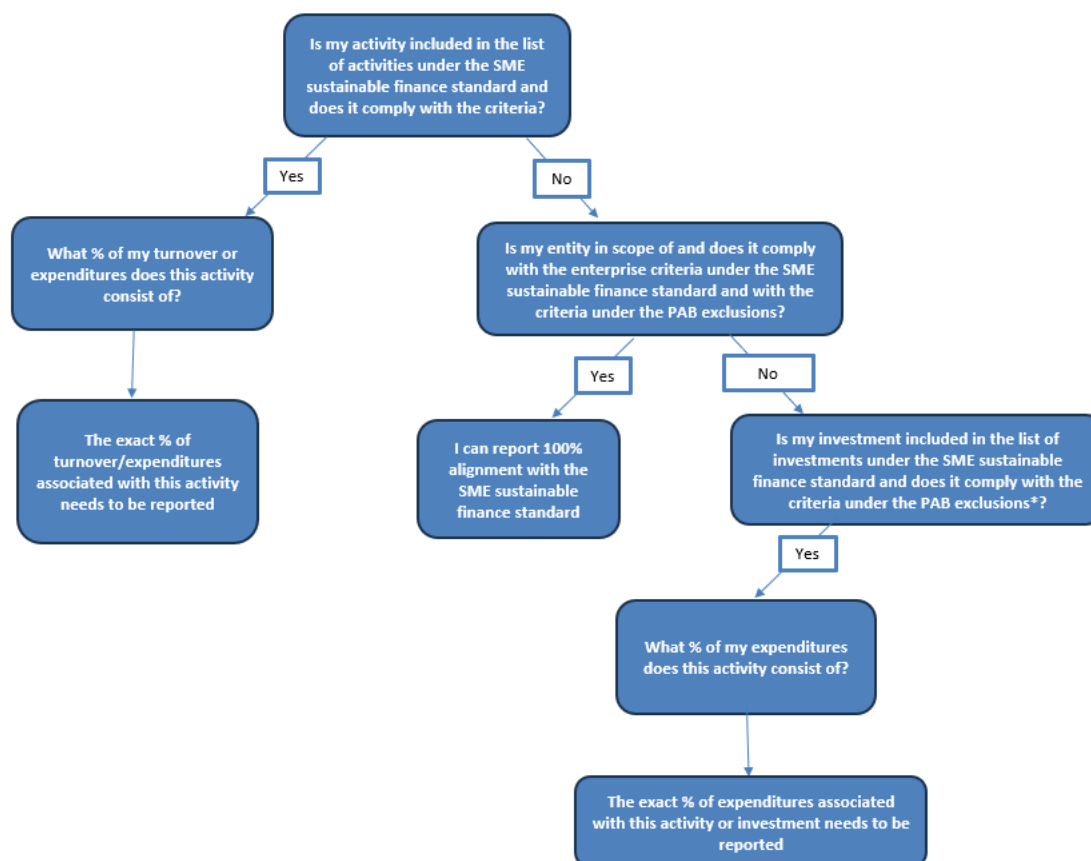 Is my activity included in the list
of activities under the SME
sustainable finance standard and
does it comply with the criteria?
Yes
No
What % of my turnover or
expenditures does this activity
consist of?
Is my entity in scope of and does it comply
with the enterprise criteria under the SME
sustainable finance standard and with the
criteria under the PAB exclusions?
Yes
No
The exact % of
turnover/expenditures
associated with this activity
needs to be reported
I can report 100%
alignment with the
SME sustainable
finance standard
Is my investment included in the list of
investments under the SME sustainable
finance standard and does it comply with the
criteria under the PAB exclusions*?
Yes
What % of my expenditures
does this activity consist of?
The exact % of expenditures associated
with this activity or investment needs to be
reported